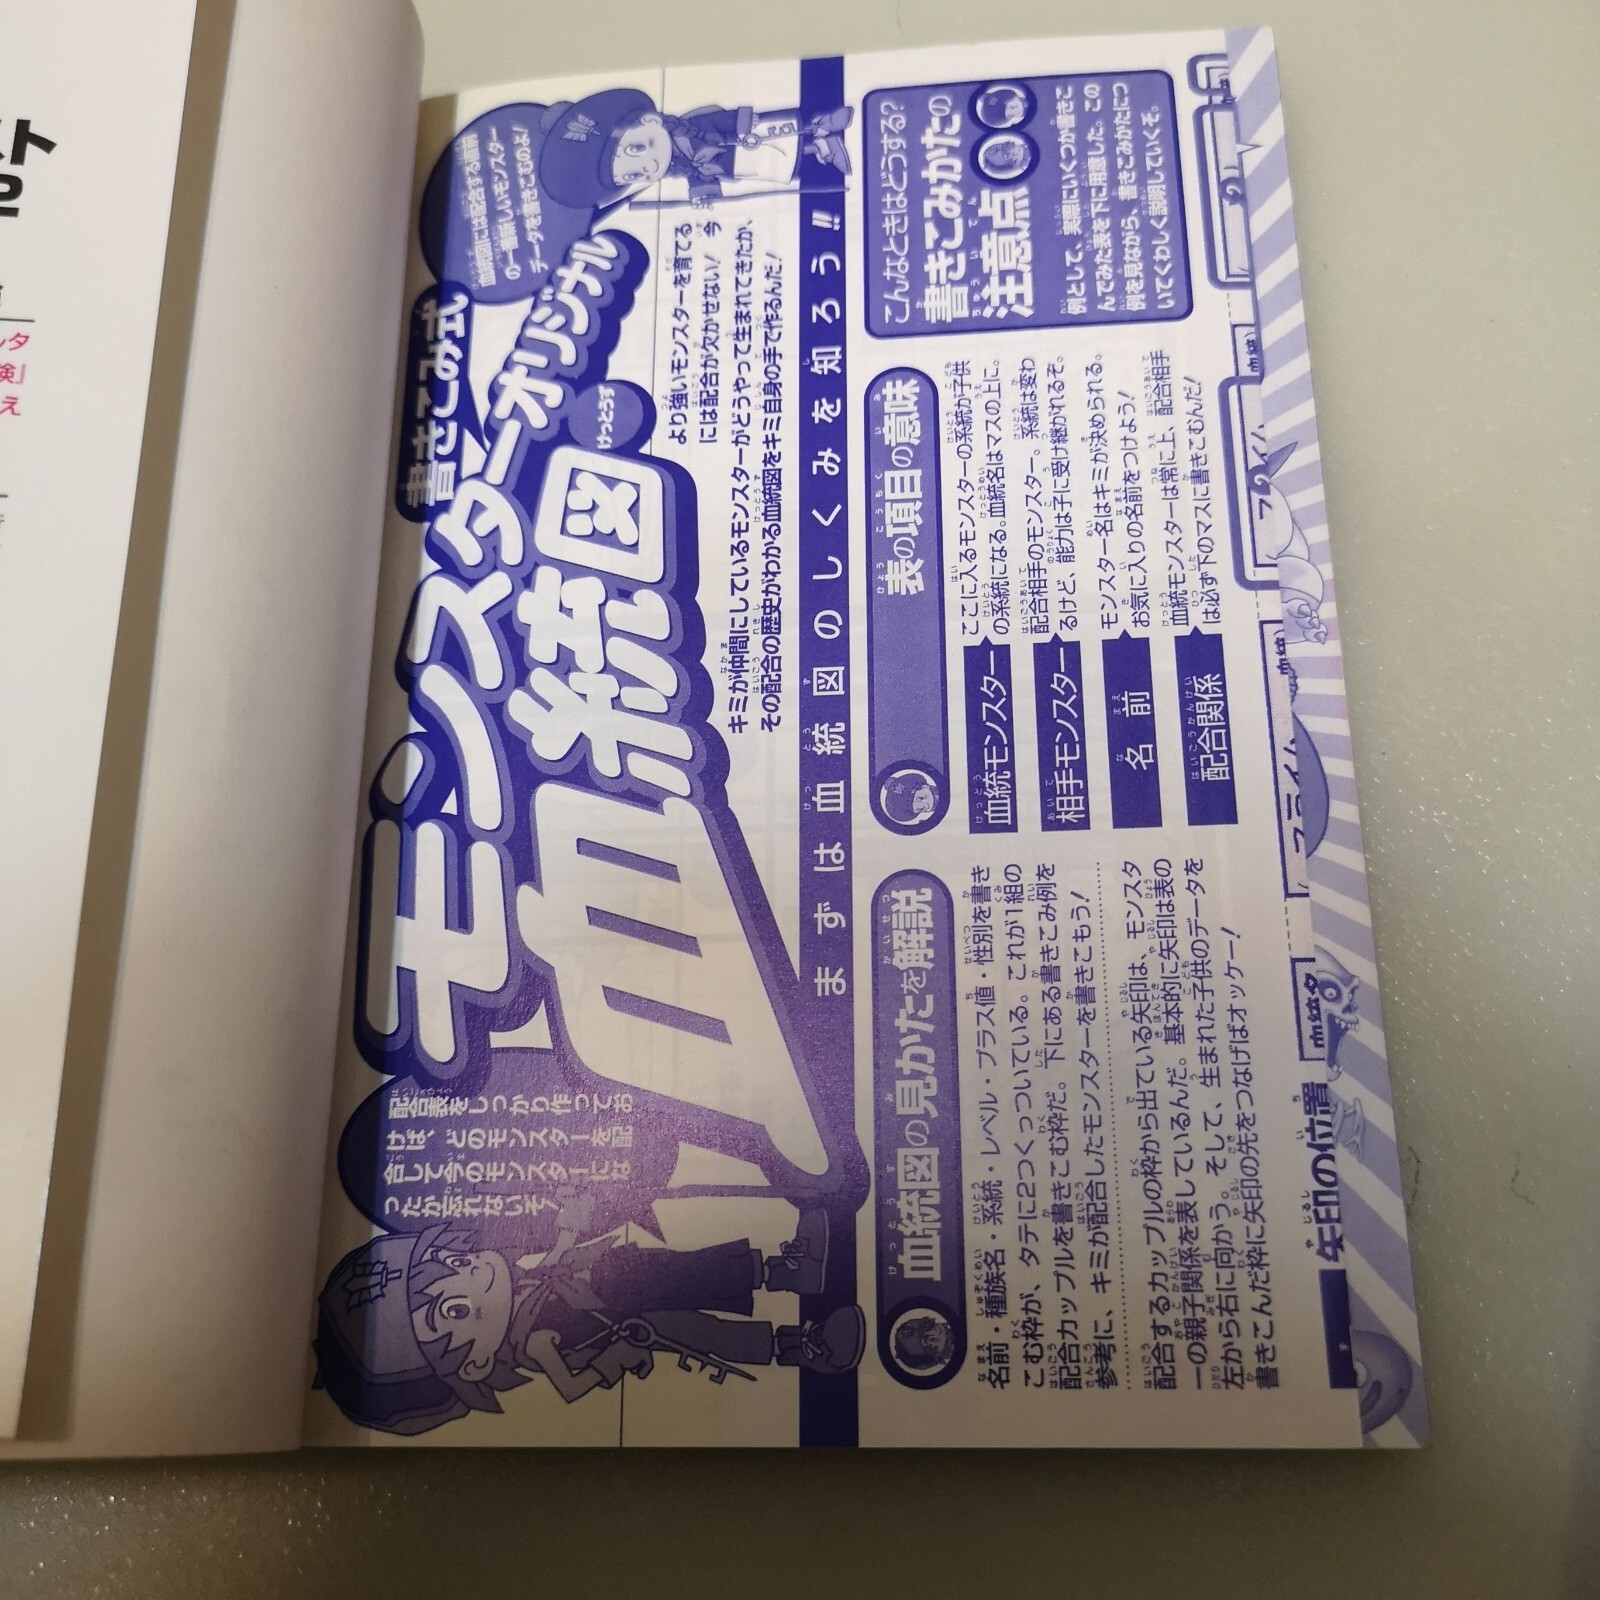 書きこみ式
モンスターオリジナル
血統図
けっとうず
配合表をしっかり作ってお
けば、どのモンスターを配
合して今のモンスターにな
ったか忘れないぞ!
血統図には配合する直前
の一番新しいモンスター
データを書きこむのよ!
より強いモンスターを育てる
には配合が欠かせない! 今
キミが仲間にしているモンスターがどうやって生まれてきたか、
その配合の歴史がわかる血統図をキミ自身の手で作るんだ!
まずは血統図のしくみを知ろう!!
血統図の見かたを解説
名前・種族名・系統・レベル・プラス値・性別を書き
こむ枠が、タテに2つくっついている。これが1組の
配合カップルを書きこむ枠だ。下にある書きこみ例を
参考に、キミが配合したモンスターを書きこもう!
配合するカップルの枠から出ている矢印は、モンスタ
ーの親子関係を表しているんだ。基本的に矢印は表の
左から右に向かう。そして、生まれた子供のデータを
書きこんだ枠に矢印の先をつなげばオッケー!
表の項目の意味
血統モンスター
ここに入るモンスターの系統が子供
の系統になる。血統名はマスの上に。
相手モンスター
配合相手のモンスター。系統は変わ
るけど、能力は子に受け継がれるぞ。
名前
モンスター名はキミが決められる。
お気に入りの名前をつけよう!
配合関係
血統モンスターは常に上、配合相手
は必ず下のマスに書きこむんだ!
こんなときはどうする?
書きこみかたの
注意点
例として、実際にいくつか書きこ
んでみた表を下に用意した。この
例を見ながら、書きこみかたにつ
いてくわしく説明していくぞ。
矢印の位置
血統名